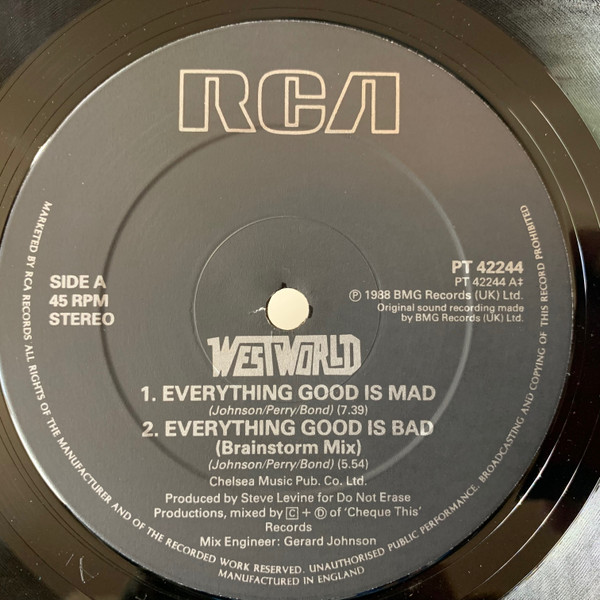 RCA
SIDE A
45 RPM
STEREO
PT 42244
PT 42244 A‡
Ⓟ 1988 BMG Records (UK) Ltd.
Original sound recording made
by BMG Records (UK) Ltd.
WESTWORLD
1. EVERYTHING GOOD IS MAD
(Johnson/Perry/Bond) (7.39)
2. EVERYTHING GOOD IS BAD
(Brainstorm Mix)
(Johnson/Perry/Bond) (5.54)
Chelsea Music Pub. Co. Ltd.
Produced by Steve Levine for Do Not Erase
Productions, mixed by C + D of 'Cheque This'
Records
Mix Engineer: Gerard Johnson
MARKETED BY RCA RECORDS ALL RIGHTS OF THE MANUFACTURER AND OF THE RECORDED WORK RESERVED. UNAUTHORISED PUBLIC PERFORMANCE, BROADCASTING AND COPYING OF THIS RECORD PROHIBITED
MANUFACTURED IN ENGLAND